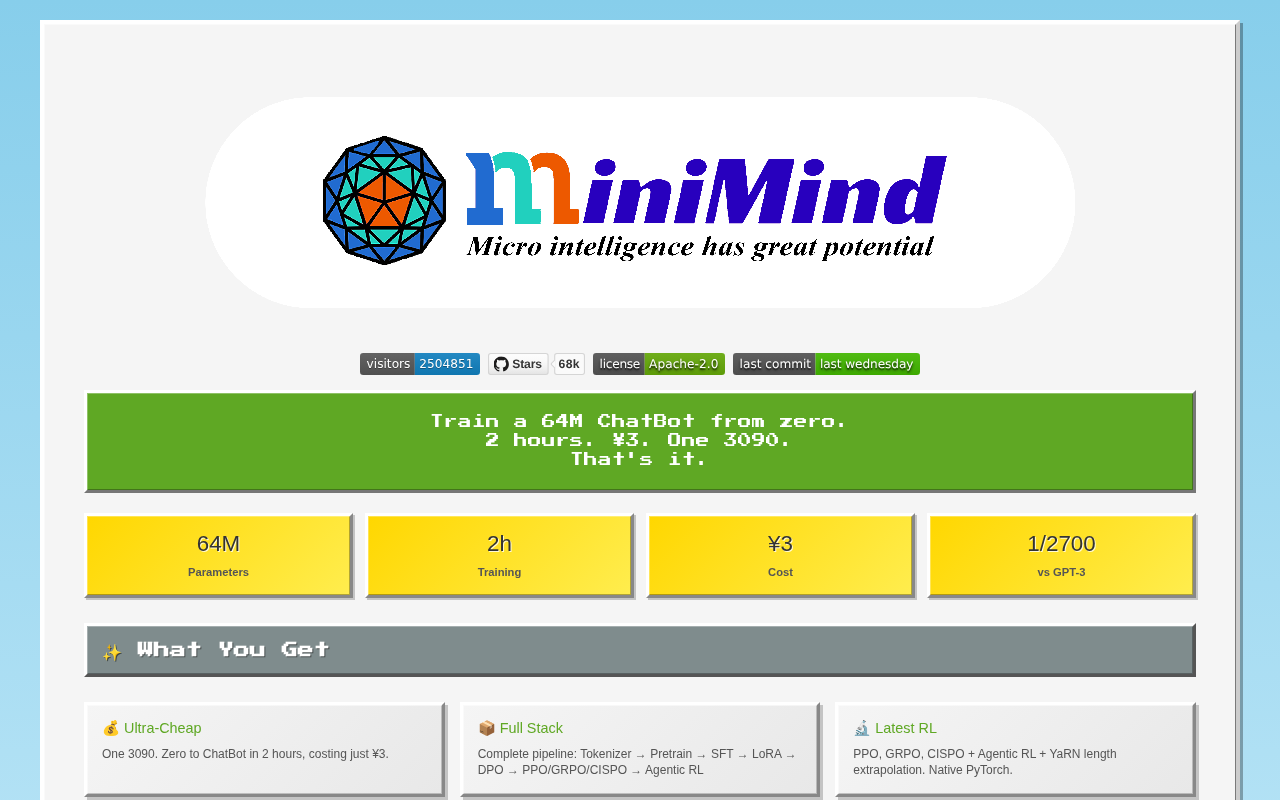 miniMind
Micro intelligence has great potential
visitors 2504851
Stars 68k
license Apache-2.0
last commit last wednesday
Train a 64M ChatBot from zero.
2 hours. ¥3. One 3090.
That's it.
64M
Parameters
2h
Training
¥3
Cost
1/2700
vs GPT-3
✨ What You Get
💰 Ultra-Cheap
One 3090. Zero to ChatBot in 2 hours, costing just ¥3.
📦 Full Stack
Complete pipeline: Tokenizer → Pretrain → SFT → LoRA →
DPO → PPO/GRPO/CISPO → Agentic RL
🔬 Latest RL
PPO, GRPO, CISPO + Agentic RL + YaRN length
extrapolation. Native PyTorch.